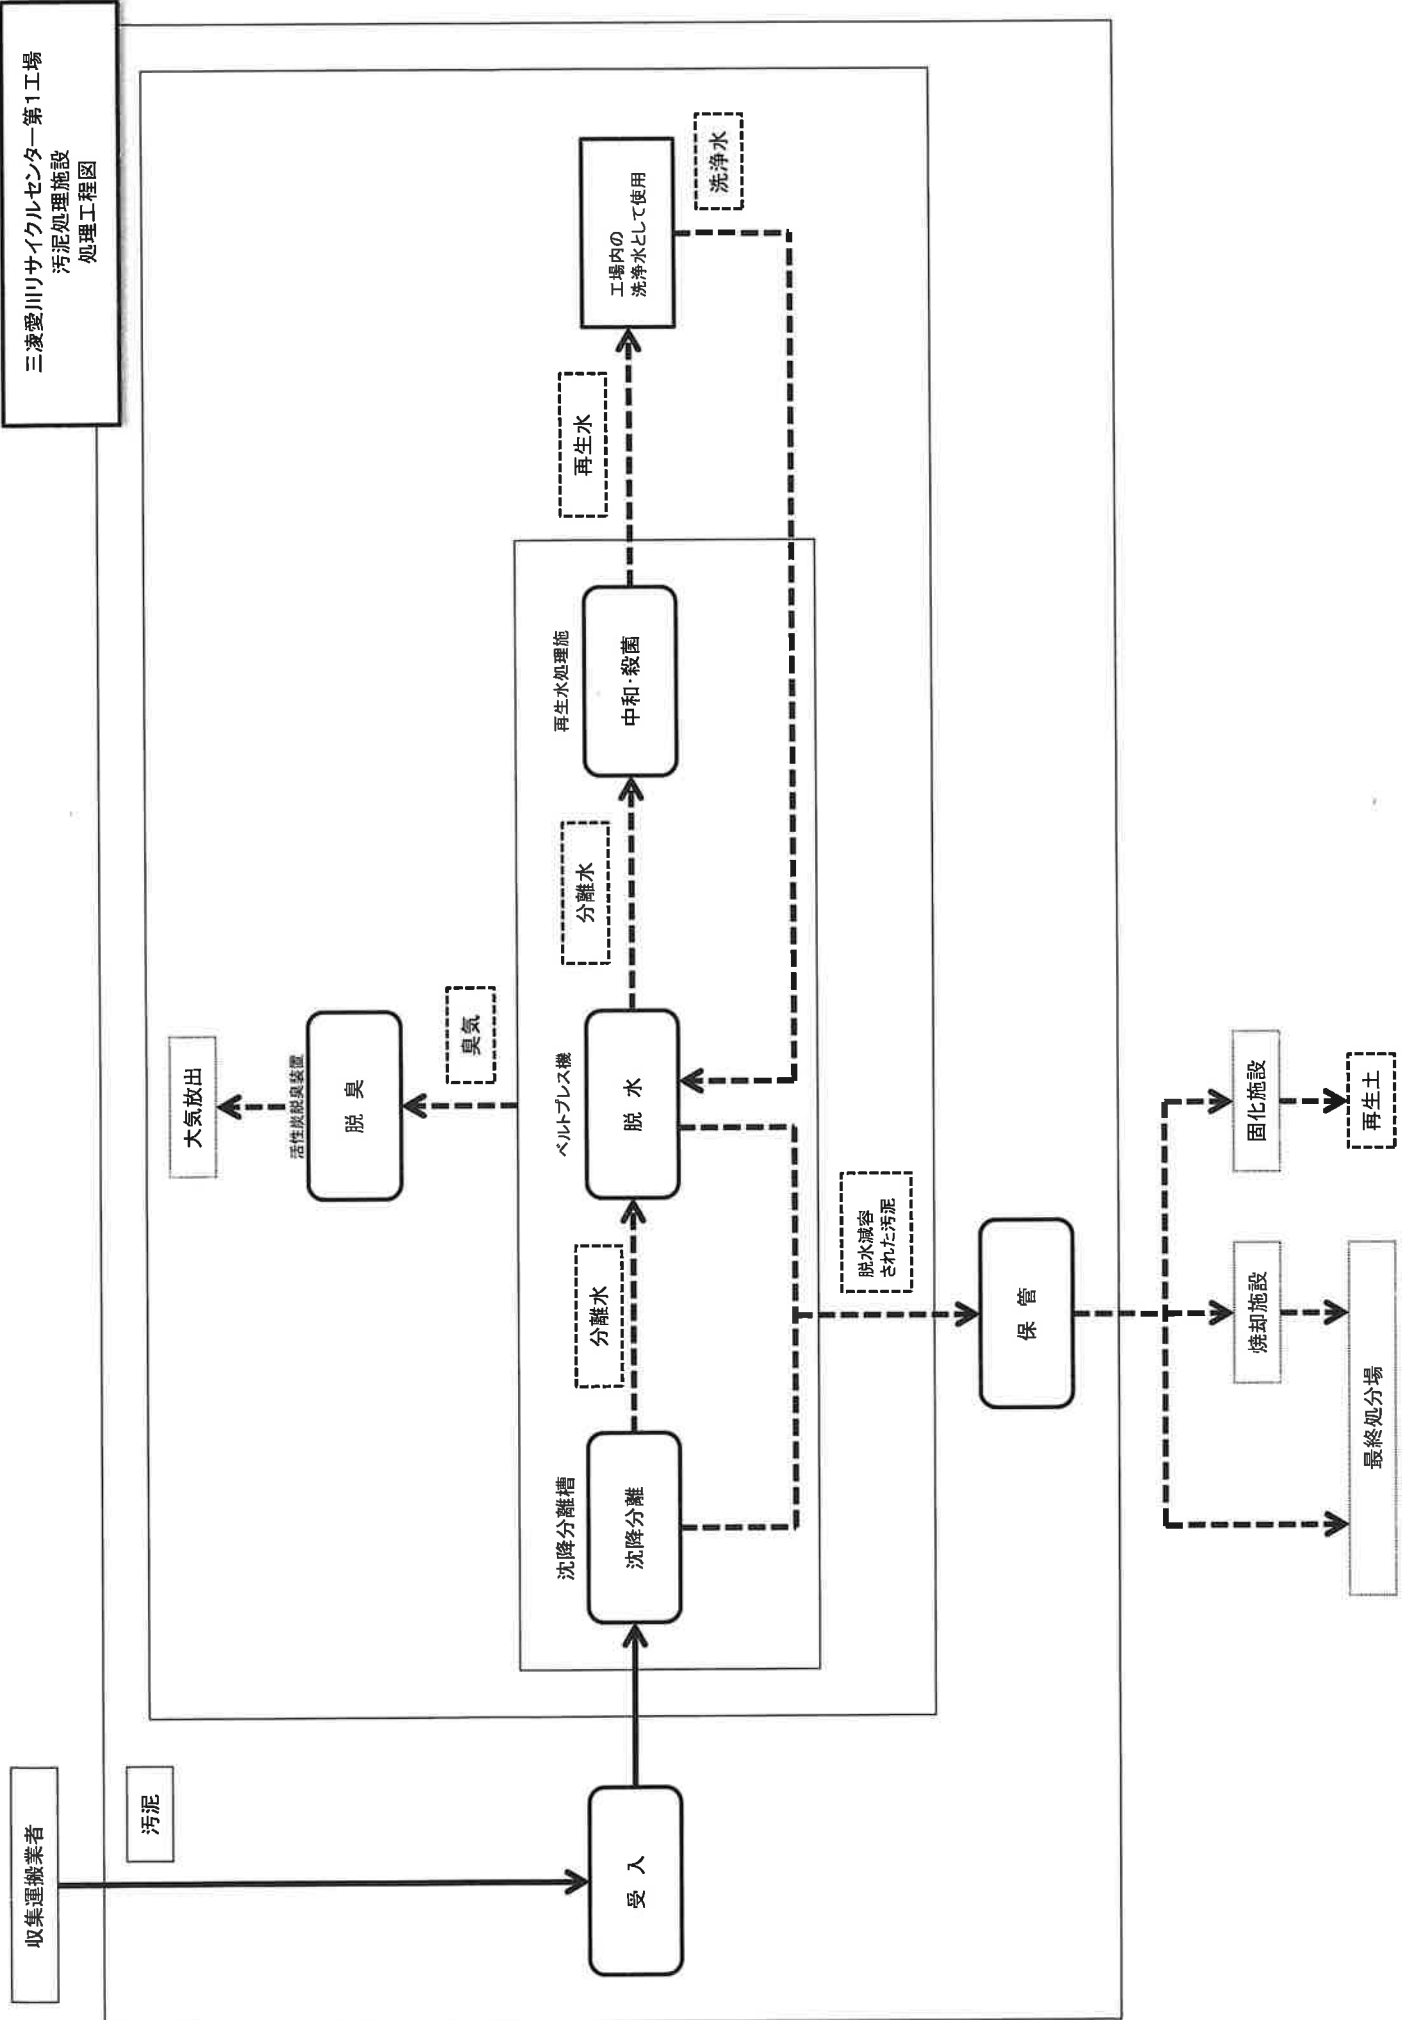 三凌愛川リサイクルセンター第1工場
汚泥処理施設
処理工程図
収集運搬業者
汚泥
受 入
沈降分離槽
沈降分離
分離水
ベルトプレス機
脱 水
分離水
再生水処理施
中和・殺菌
再生水
工場内の
洗浄水として使用
洗浄水
臭気
活性炭脱臭装置
脱 臭
大気放出
脱水減容
された汚泥
保 管
焼却施設
固化施設
最終処分場
再生土